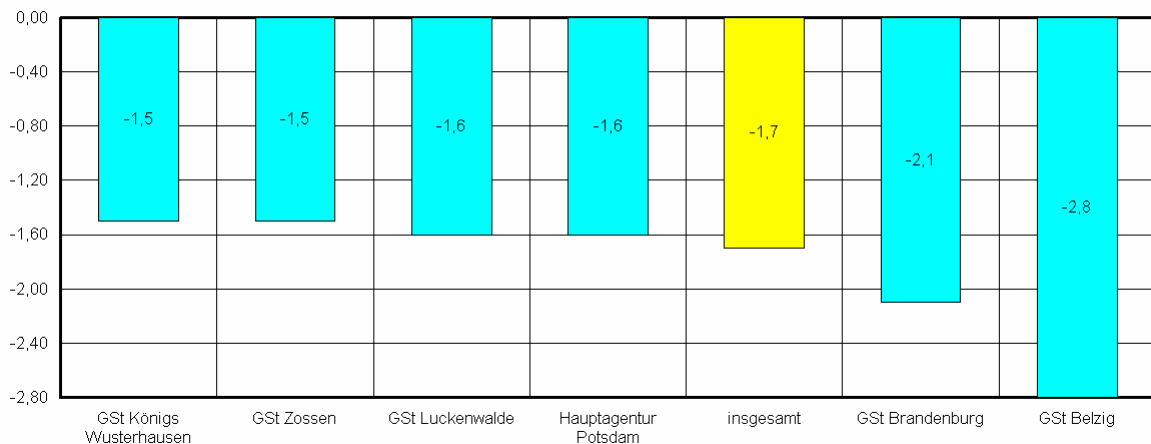 0,00
-0,40
-0,80
-1,20
-1,60
-2,00
-2,40
-2,80
-1,5
-1,5
-1,6
-1,6
-1,7
-2,1
-2,8
GSt Königs
Wusterhausen
GSt Zossen
GSt Luckenwalde
Hauptagentur
Potsdam
insgesamt
GSt Brandenburg
GSt Belzig